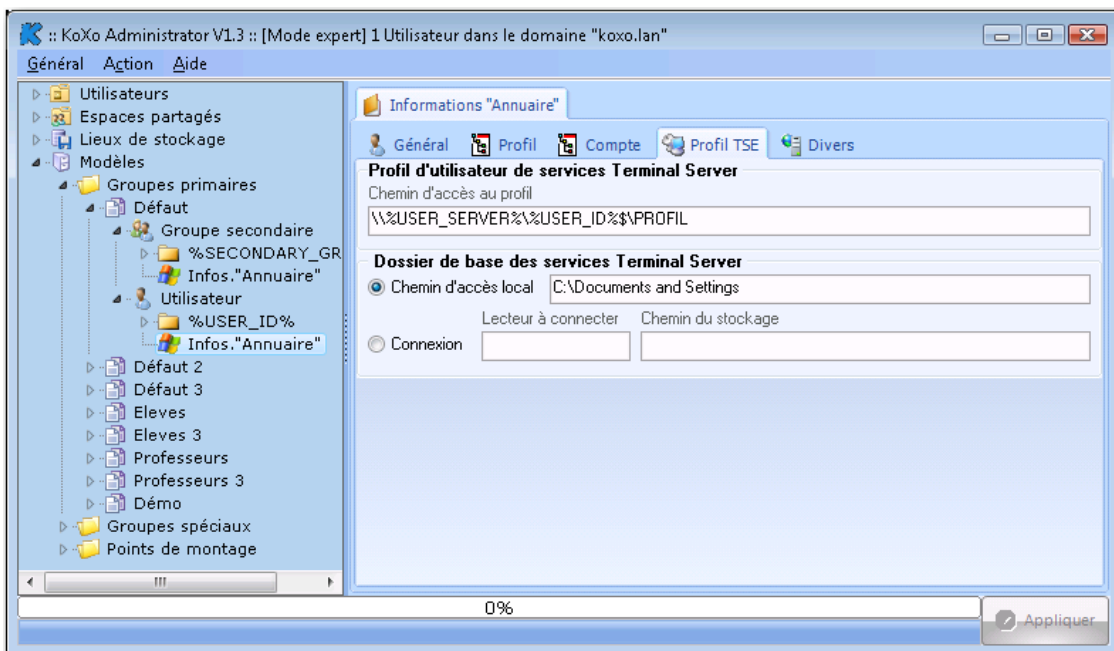 :: KoXo Administrator V1.3 :: [Mode expert] 1 Utilisateur dans le domaine "koxo.lan"
Général Action Aide
Utilisateurs
Espaces partagés
Lieux de stockage
Modèles
Groupes primaires
Défaut
Groupe secondaire
%SECONDARY_GR
Infos."Annuaire"
Utilisateur
%USER_ID%
Infos."Annuaire"
Défaut 2
Défaut 3
Eleves
Eleves 3
Professeurs
Professeurs 3
Démo
Groupes spéciaux
Points de montage
Informations "Annuaire"
Général Profil Compte Profil TSE Divers
Profil d'utilisateur de services Terminal Server
Chemin d'accès au profil
\\%USER_SERVER%\%USER_ID%$\PROFIL
Dossier de base des services Terminal Server
Chemin d'accès local C:\Documents and Settings
Lecteur à connecter Chemin du stockage
Connexion
0%
Appliquer